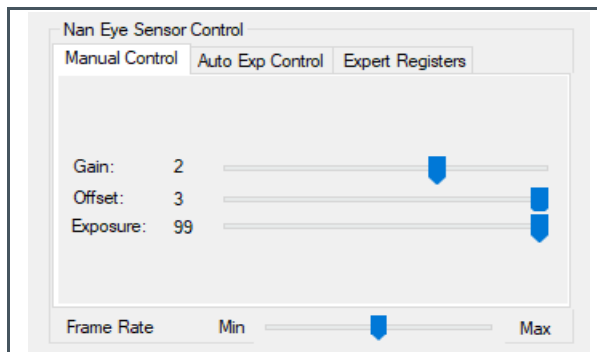 Nan Eye Sensor Control
Manual Control Auto Exp Control Expert Registers
Gain: 2
Offset: 3
Exposure: 99
Frame Rate Min Max